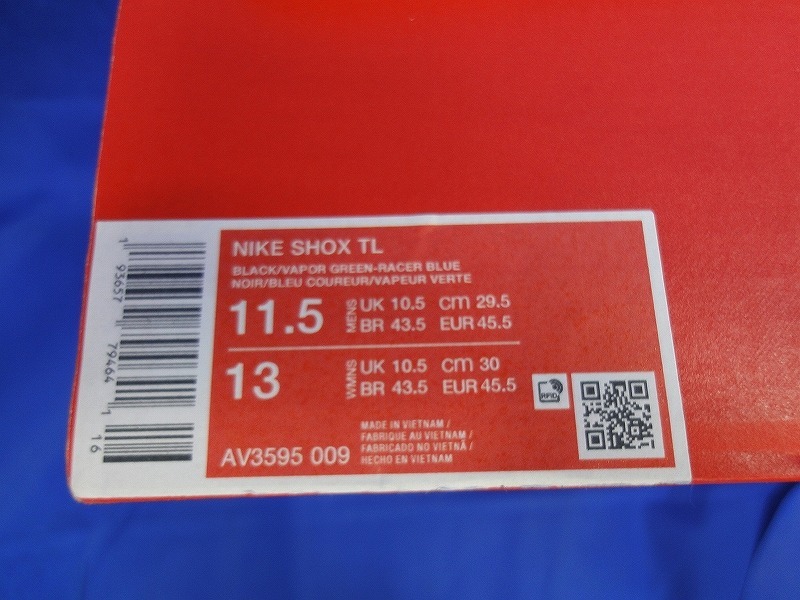 NIKE SHOX TL
BLACK/VAPOR GREEN-RACER BLUE
NOIR/BLEU COUREUR/VAPEUR VERTE
11.5 MENS UK 10.5 CM 29.5
BR 43.5 EUR 45.5
13 WMNS UK 10.5 CM 30
BR 43.5 EUR 45.5
RFID
AV3595 009
MADE IN VIETNAM /
FABRIQUE AU VIETNAM /
FABRICADO NO VIETNÃ /
HECHO EN VIETNAM
1 93657 79464 1 16